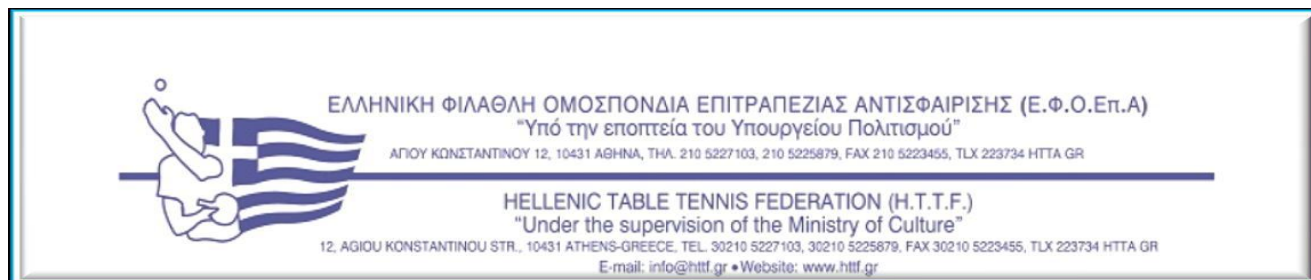 ΕΛΛΗΝΙΚΗ ΦΙΛΑΘΛΗ ΟΜΟΣΠΟΝΔΙΑ ΕΠΙΤΡΑΠΕΖΙΑΣ ΑΝΤΙΣΦΑΙΡΙΣΗΣ (Ε.Φ.Ο.Επ.Α)
“Υπό την εποπτεία του Υπουργείου Πολιτισμού”
ΑΓΙΟΥ ΚΩΝΣΤΑΝΤΙΝΟΥ 12, 10431 ΑΘΗΝΑ, ΤΗΛ. 210 5227103, 210 5225879, FAX 210 5223455, TLX 223734 HTTA GR
HELLENIC TABLE TENNIS FEDERATION (H.T.T.F.)
“Under the supervision of the Ministry of Culture”
12, AGIOU KONSTANTINOU STR., 10431 ATHENS-GREECE, TEL. 30210 5227103, 30210 5225879, FAX 30210 5223455, TLX 223734 HTTA GR
E-mail: info@httf.gr • Website: www.httf.gr